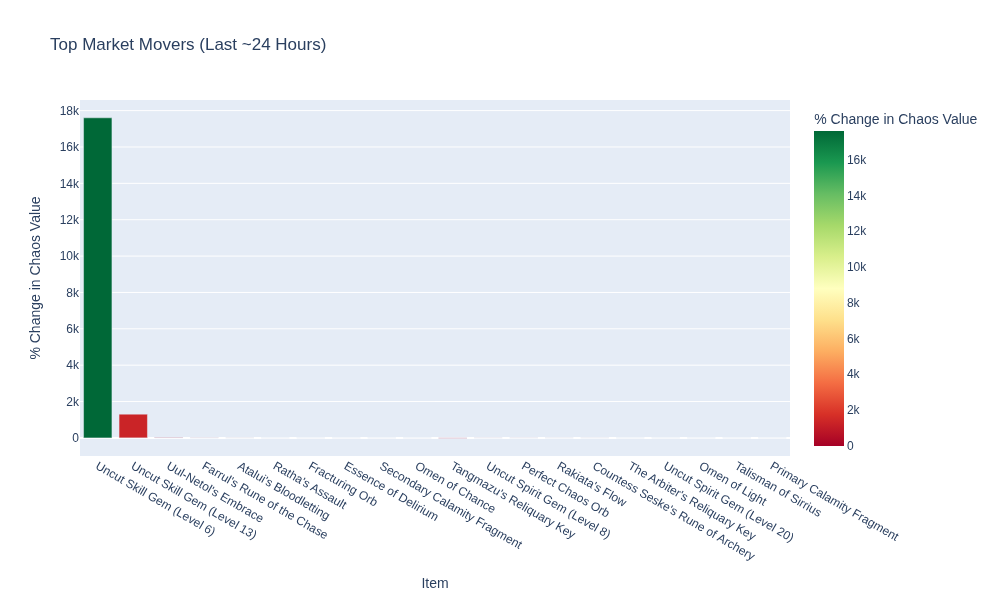 Top Market Movers (Last ~24 Hours)
% Change in Chaos Value
18k
16k
14k
12k
10k
8k
6k
4k
2k
0
Uncut Skill Gem (Level 6)
Uncut Skill Gem (Level 13)
Uul-Netol's Embrace
Farrul's Rune of the Chase
Atalui's Bloodletting
Ratha's Assault
Fracturing Orb
Essence of Delirium
Secondary Calamity Fragment
Omen of Chance
Tangmazu's Reliquary Key
Uncut Spirit Gem (Level 8)
Perfect Chaos Orb
Rakiata's Flow
Countess Seske's Rune of Archery
The Arbiter's Reliquary Key
Uncut Spirit Gem (Level 20)
Omen of Light
Talisman of Sirrius
Primary Calamity Fragment
Item
% Change in Chaos Value
16k
14k
12k
10k
8k
6k
4k
2k
0